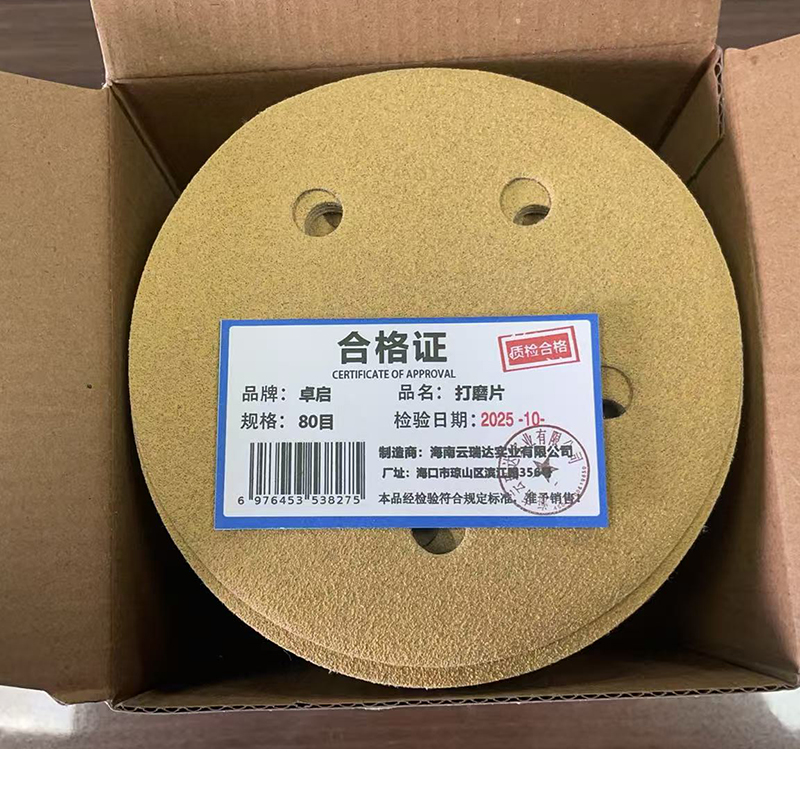 合格证
质检合格
CERTIFICATE OF APPROVAL
品牌：卓启
品名：打磨片
规格：80目
检验日期：2025 -10-
制造商：海南云瑞达实业有限公司
厂址：海口市琼山区滨江路356号
6 976453 538275
本品经检验符合规定标准，准予销售！